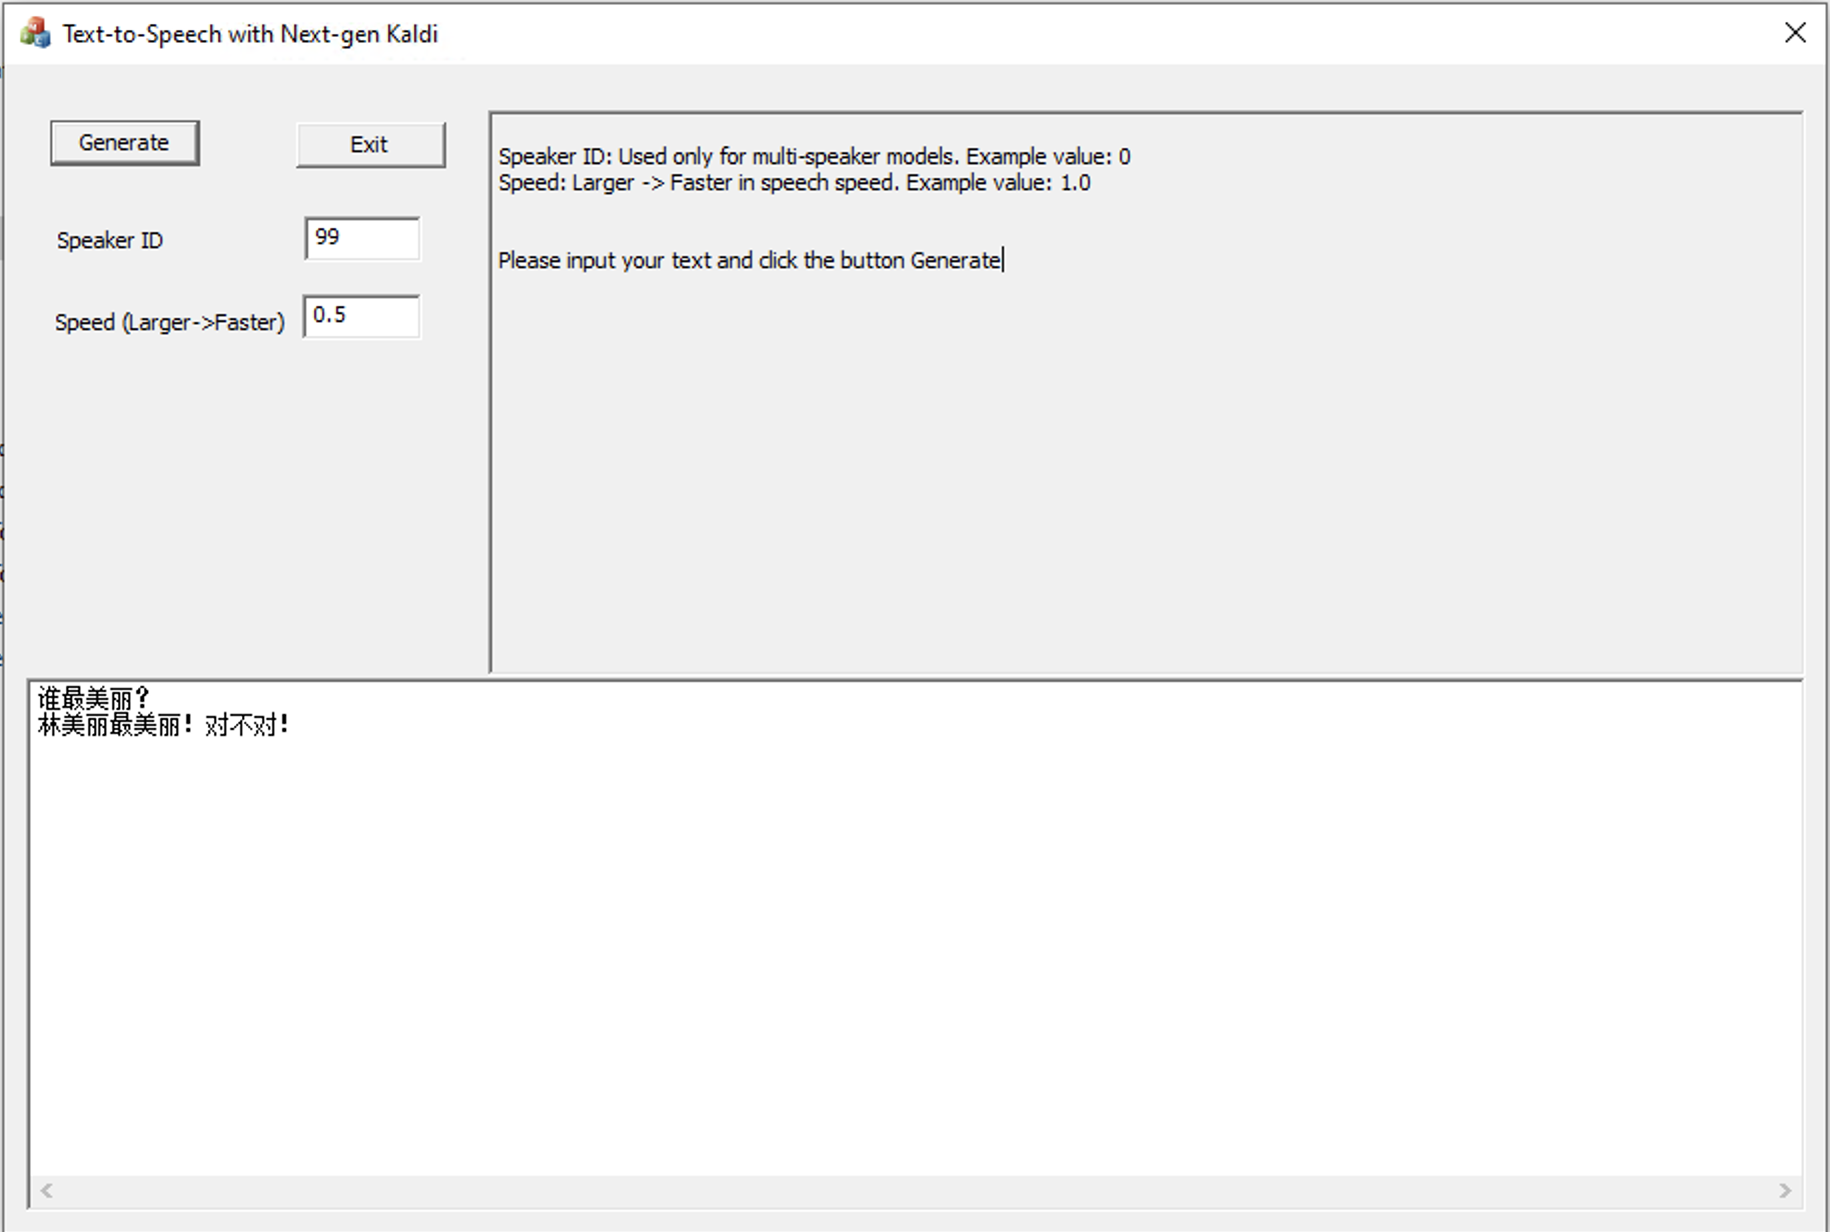 Text-to-Speech with Next-gen Kaldi
Generate
Exit
Speaker ID
99
Speed (Larger->Faster)
0.5
Speaker ID: Used only for multi-speaker models. Example value: 0
Speed: Larger -> Faster in speech speed. Example value: 1.0
Please input your text and click the button Generate
谁最美丽?
林美丽最美丽! 对不对!